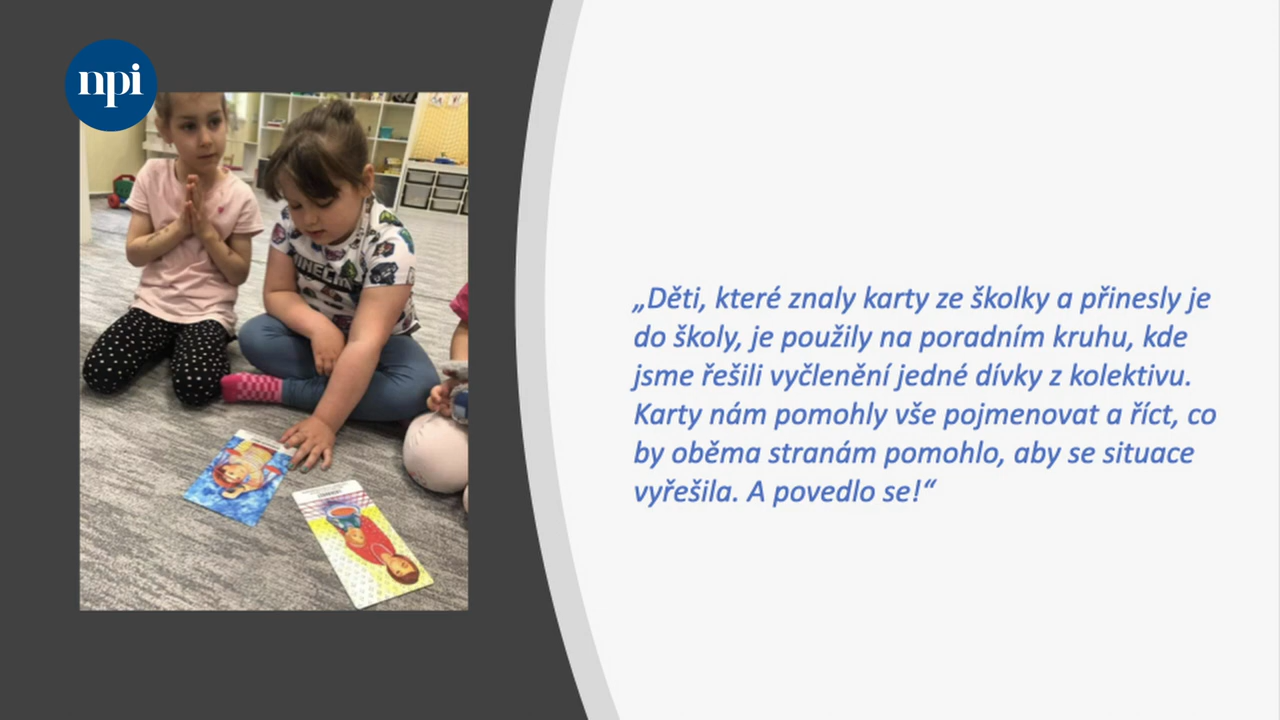 npi
„Děti, které znaly karty ze školky a přinesly je
do školy, je použily na poradním kruhu, kde
jsme řešili vyčlenění jedné dívky z kolektivu.
Karty nám pomohly vše pojmenovat a říct, co
by oběma stranám pomohlo, aby se situace
vyřešila. A povedlo se!“